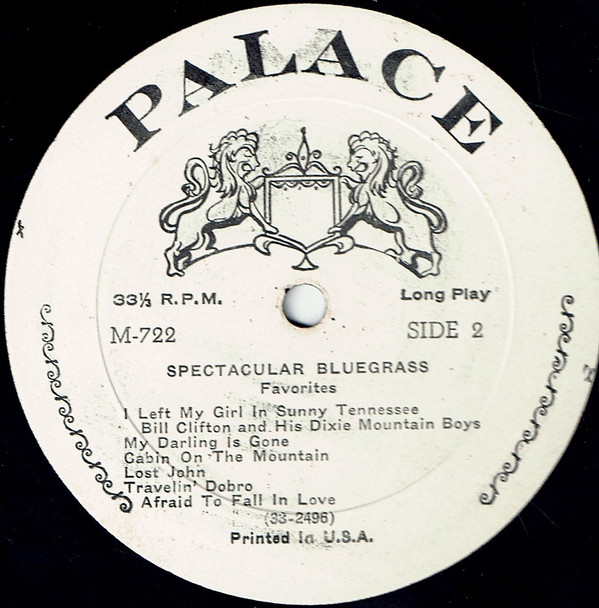 PALACE
33⅓ R.P.M. Long Play
M-722 SIDE 2
SPECTACULAR BLUEGRASS
Favorites
I Left My Girl In Sunny Tennessee
Bill Clifton and His Dixie Mountain Boys
My Darling Is Gone
Cabin On The Mountain
Lost John
Travelin' Dobro
Afraid To Fall In Love
(33-2496)
Printed in U.S.A.